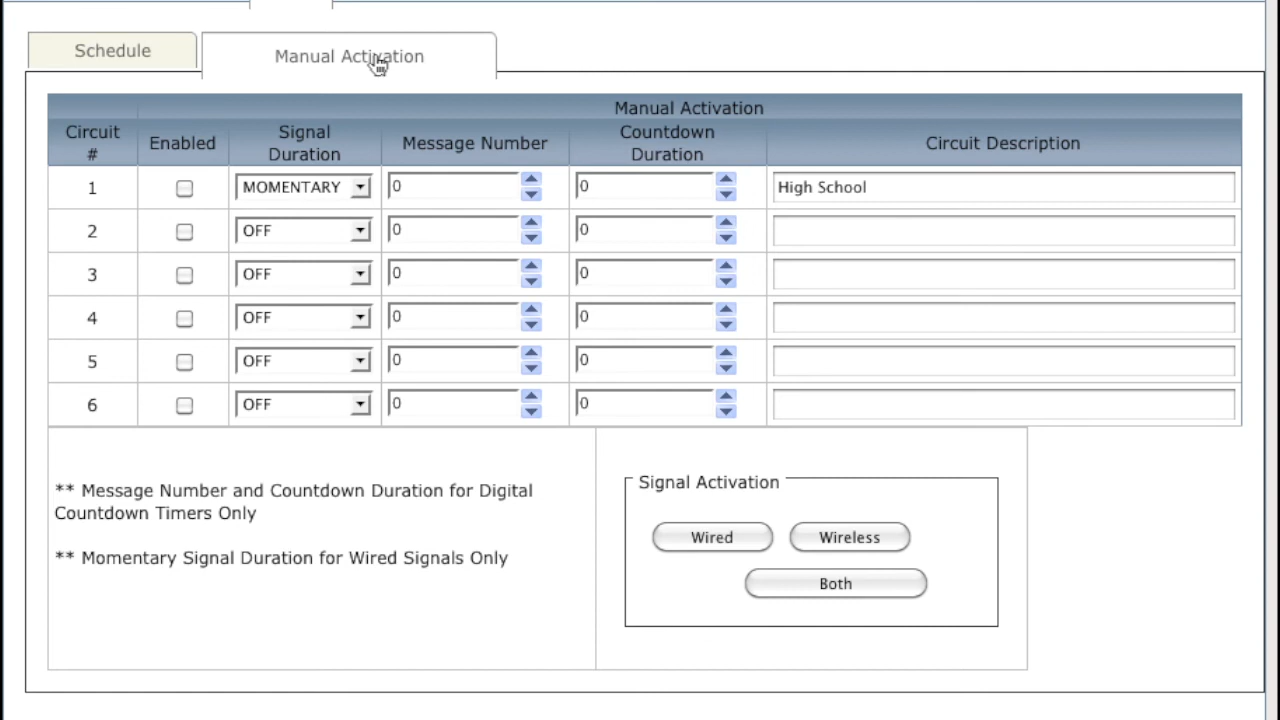 Schedule
Manual Activation
Manual Activation
Circuit # Enabled Signal Duration Message Number Countdown Duration Circuit Description
1 MOMENTARY 0 0 High School
2 OFF 0 0
3 OFF 0 0
4 OFF 0 0
5 OFF 0 0
6 OFF 0 0
** Message Number and Countdown Duration for Digital
Countdown Timers Only
** Momentary Signal Duration for Wired Signals Only
Signal Activation
Wired Wireless
Both